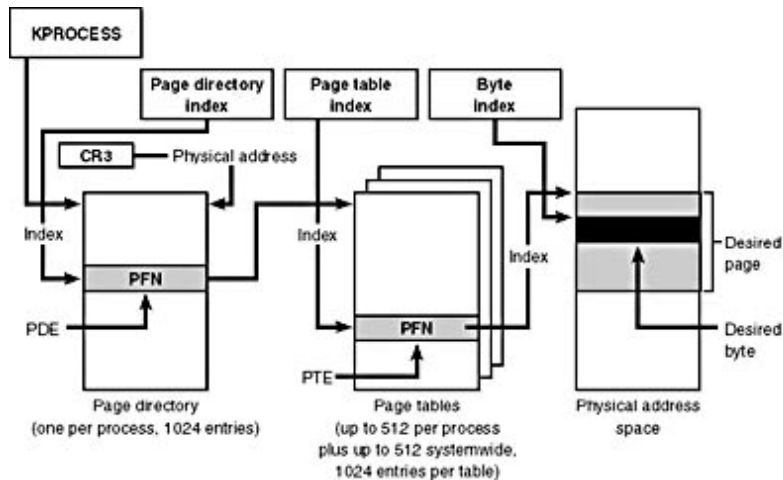 KPROCESS
Page directory
index
Page table
index
Byte
index
CR3
Physical address
Index
PFN
PDE
Index
PFN
PTE
Index
Desired
page
Desired
byte
Page directory
(one per process, 1024 entries)
Page tables
(up to 512 per process
plus up to 512 systemwide,
1024 entries per table)
Physical address
space